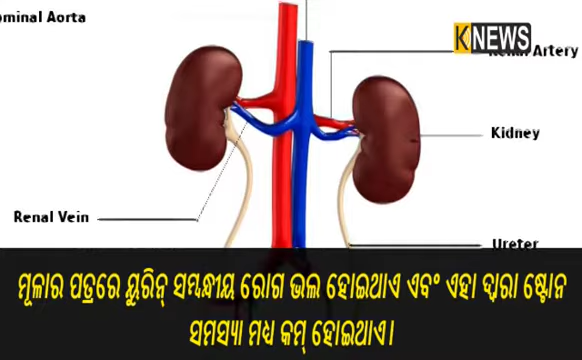 ominal Aorta
KNEWS
Renal Artery
Kidney
Renal Vein
Ureter
ମୂଳାର ପତ୍ରରେ ୟୁରିନ୍ ସମ୍ବନ୍ଧୀୟ ରୋଗ ଭଲ ହୋଇଥାଏ ଏବଂ ଏହା ଦ୍ୱାରା ଷ୍ଟୋନ
ସମସ୍ୟା ମଧ୍ୟ କମ୍ ହୋଇଥାଏ।